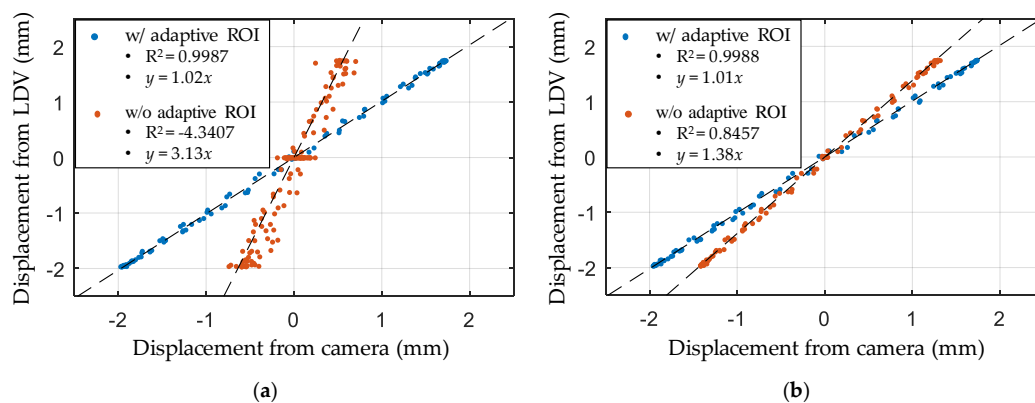 Displacement from LDV (mm)
2
1
0
-1
-2
w/ adaptive ROI
• R² = 0.9987
• y = 1.02x
w/o adaptive ROI
• R² = -4.3407
• y = 3.13x
-2 -1 0 1 2
Displacement from camera (mm)
(a)
Displacement from LDV (mm)
2
1
0
-1
-2
w/ adaptive ROI
• R² = 0.9988
• y = 1.01x
w/o adaptive ROI
• R² = 0.8457
• y = 1.38x
-2 -1 0 1 2
Displacement from camera (mm)
(b)